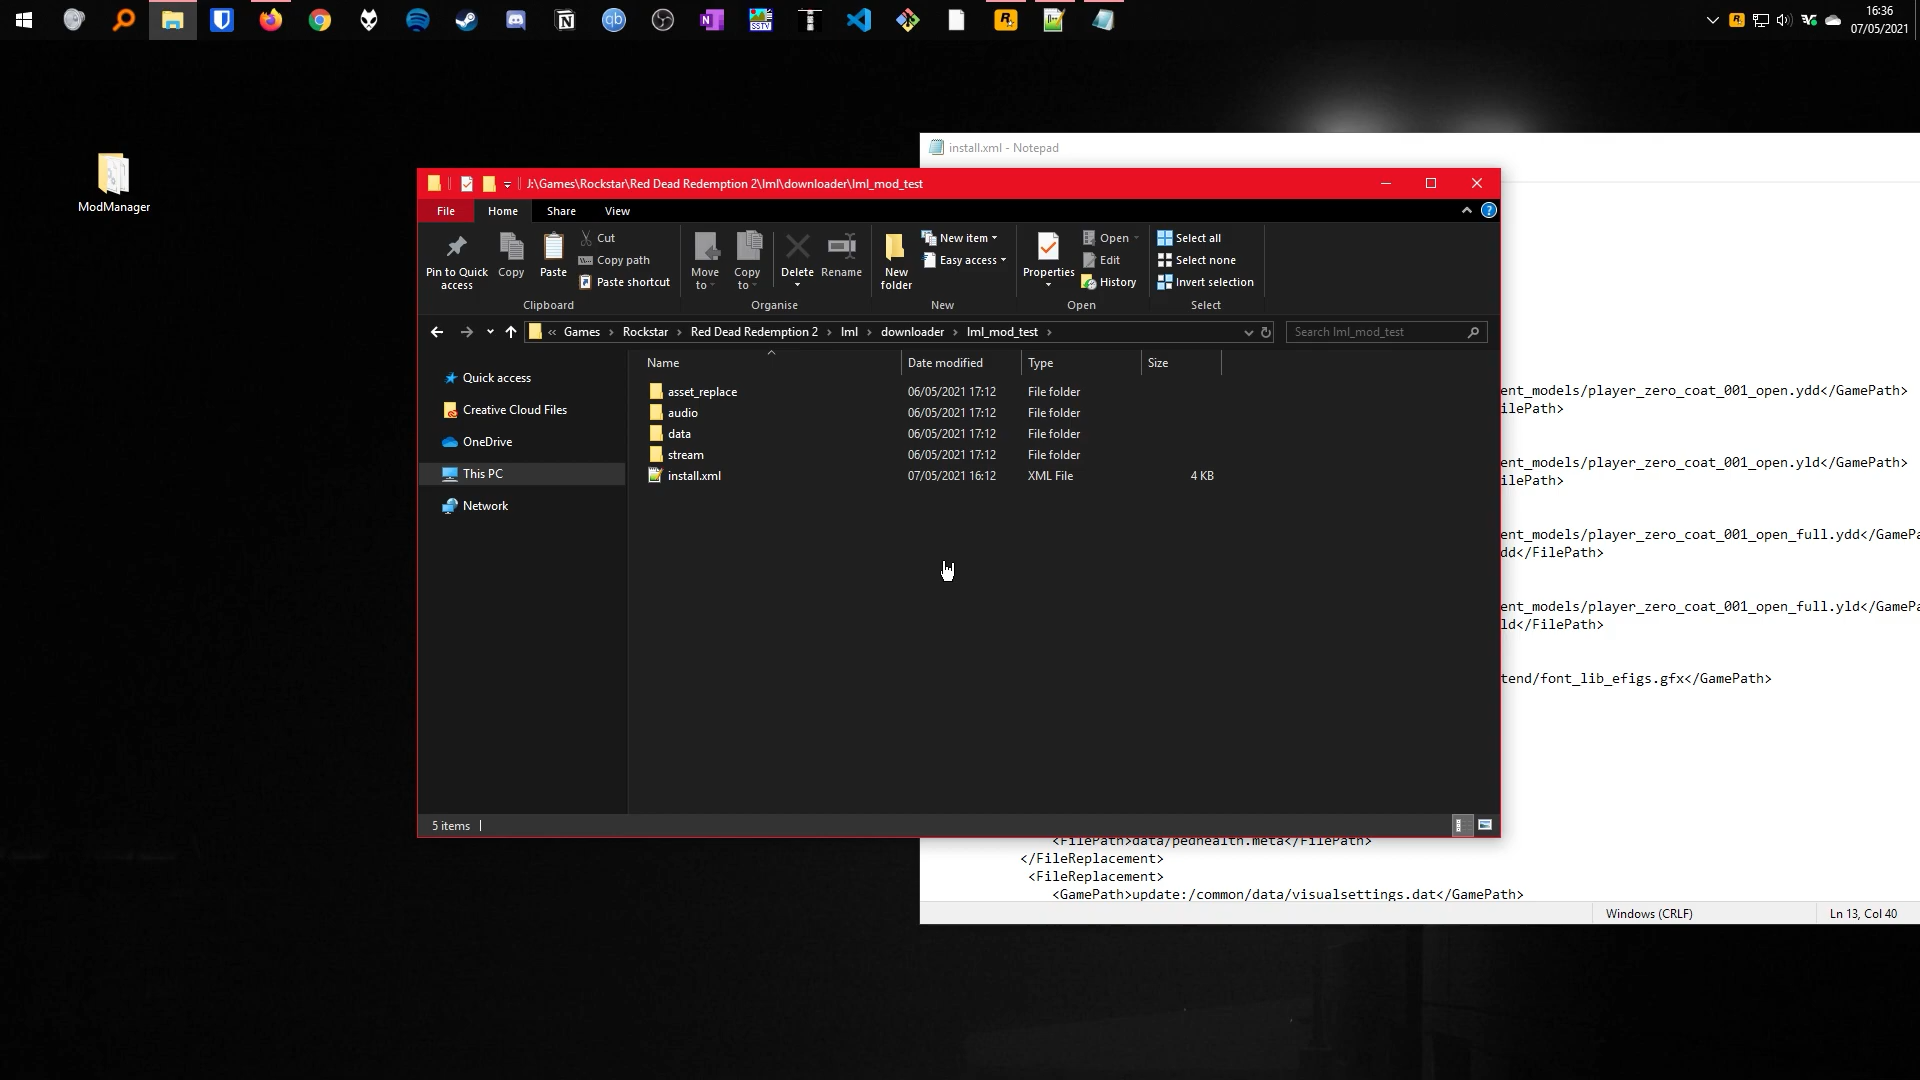 16:36
07/05/2021
R
N
qb
N
SSTV
R
R
ModManager
install.xml - Notepad
J:\Games\Rockstar\Red Dead Redemption 2\lml\downloader\lml_mod_test
File
Home
Share
View
Pin to Quick access
Copy
Paste
Cut
Copy path
Paste shortcut
Clipboard
Move to
Copy to
Delete
Rename
Organise
New folder
New item
Easy access
New
Properties
Open
Edit
History
Open
Select all
Select none
Invert selection
Select
« Games > Rockstar > Red Dead Redemption 2 > lml > downloader > lml_mod_test >
Search lml_mod_test
Quick access
Creative Cloud Files
OneDrive
This PC
Network
Name Date modified Type Size
asset_replace 06/05/2021 17:12 File folder
audio 06/05/2021 17:12 File folder
data 06/05/2021 17:12 File folder
stream 06/05/2021 17:12 File folder
install.xml 07/05/2021 16:12 XML File 4 KB
5 items
ent_models/player_zero_coat_001_open.ydd</GamePath>
ilePath>
ent_models/player_zero_coat_001_open.yld</GamePath>
ilePath>
ent_models/player_zero_coat_001_open_full.ydd</GamePa
dd</FilePath>
ent_models/player_zero_coat_001_open_full.yld</GamePa
ld</FilePath>
tend/font_lib_efigs.gfx</GamePath>
<FilePath>data/pedhealth.meta</FilePath>
</FileReplacement>
<FileReplacement>
<GamePath>update:/common/data/visualsettings.dat</GamePath>
Windows (CRLF)
Ln 13, Col 40